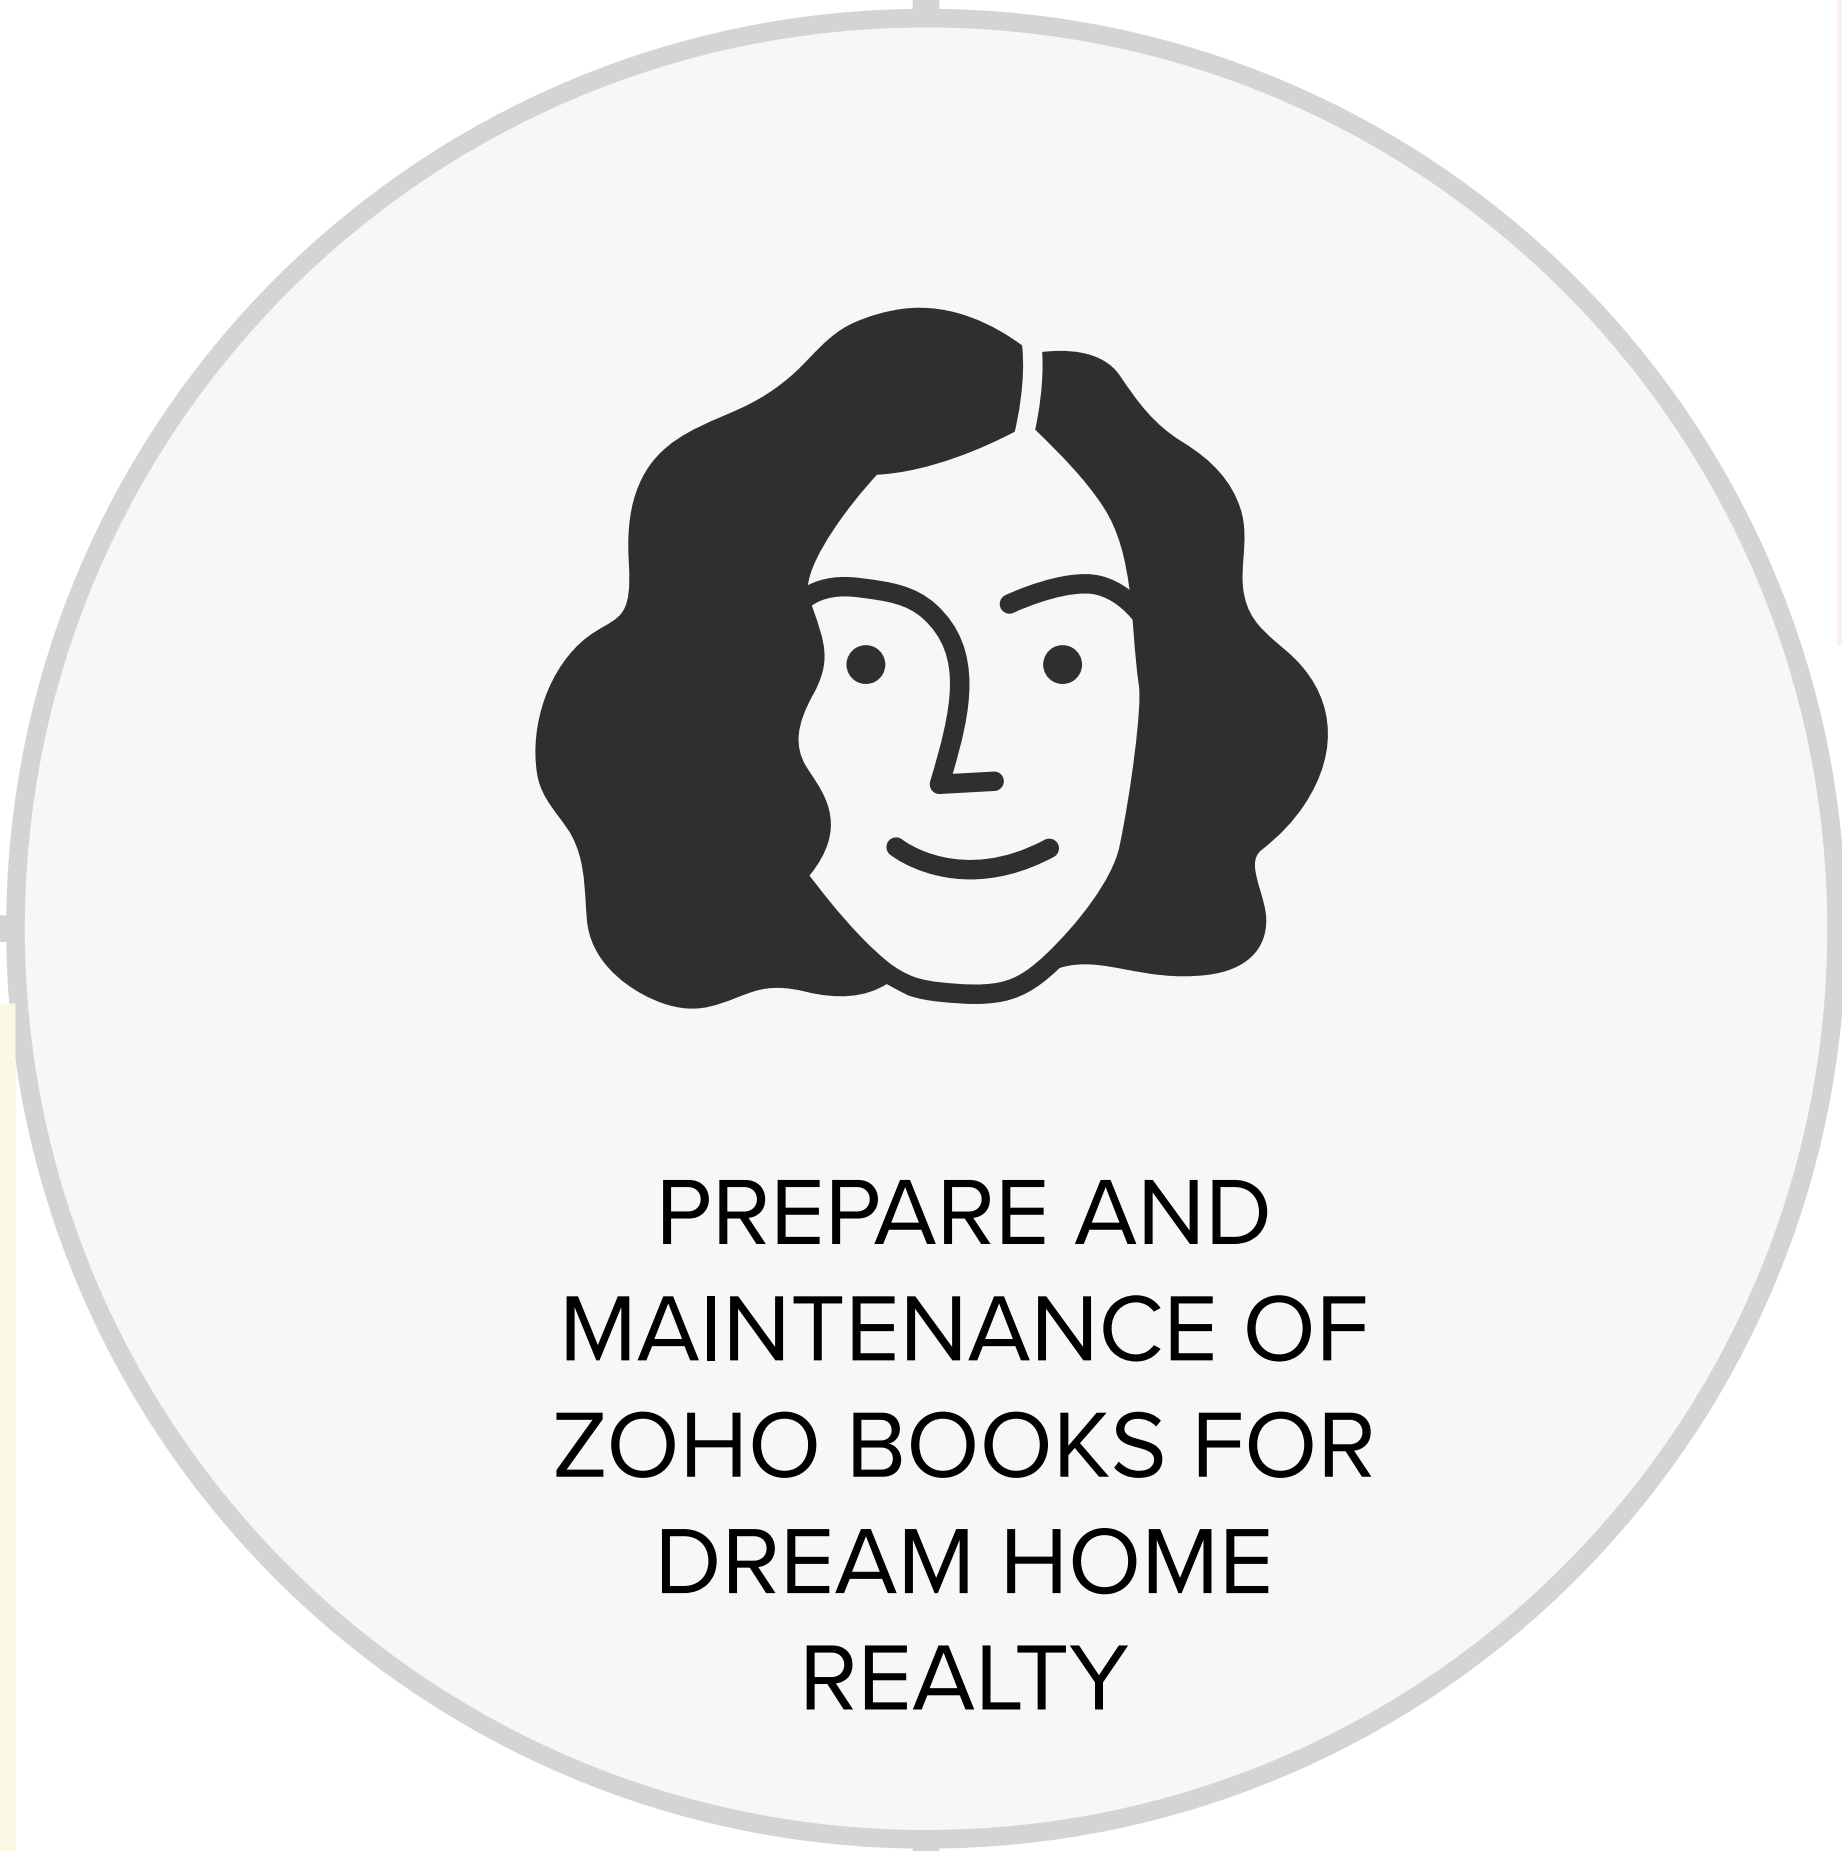 PREPARE AND
MAINTENANCE OF
ZOHO BOOKS FOR
DREAM HOME
REALTY